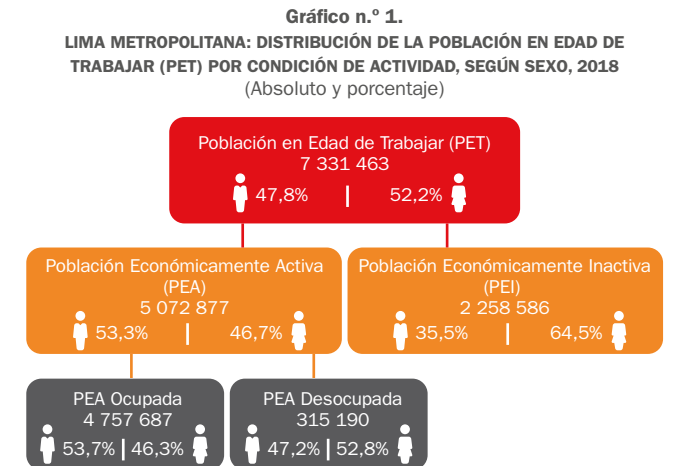 Gráfico n.º 1.
LIMA METROPOLITANA: DISTRIBUCIÓN DE LA POBLACIÓN EN EDAD DE
TRABAJAR (PET) POR CONDICIÓN DE ACTIVIDAD, SEGÚN SEXO, 2018
(Absoluto y porcentaje)
Población en Edad de Trabajar (PET)
7 331 463
47,8% | 52,2%
Población Económicamente Activa
(PEA)
5 072 877
53,3% | 46,7%
Población Económicamente Inactiva
(PEI)
2 258 586
35,5% | 64,5%
PEA Ocupada
4 757 687
53,7% | 46,3%
PEA Desocupada
315 190
47,2% | 52,8%